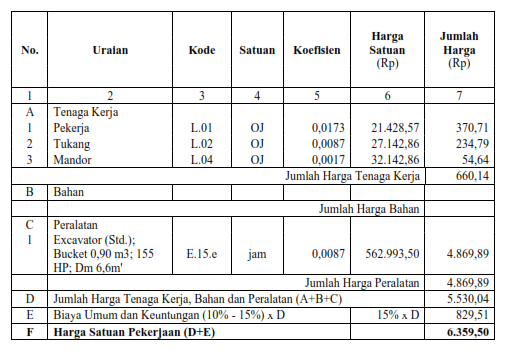 No. Uraian Kode Satuan Koefisien Harga Satuan (Rp) Jumlah Harga (Rp)
1 2 3 4 5 6 7
A Tenaga Kerja
1 Pekerja L.01 OJ 0,0173 21.428,57 370,71
2 Tukang L.02 OJ 0,0087 27.142,86 234,79
3 Mandor L.04 OJ 0,0017 32.142,86 54,64
Jumlah Harga Tenaga Kerja 660,14
B Bahan
Jumlah Harga Bahan
C Peralatan
1 Excavator (Std.);
Bucket 0,90 m3; 155 E.15.e jam 0,0087 562.993,50 4.869,89
HP; Dm 6,6m'
Jumlah Harga Peralatan 4.869,89
D Jumlah Harga Tenaga Kerja, Bahan dan Peralatan (A+B+C) 5.530,04
E Biaya Umum dan Keuntungan (10% - 15%) x D 15% x D 829,51
F Harga Satuan Pekerjaan (D+E) 6.359,50